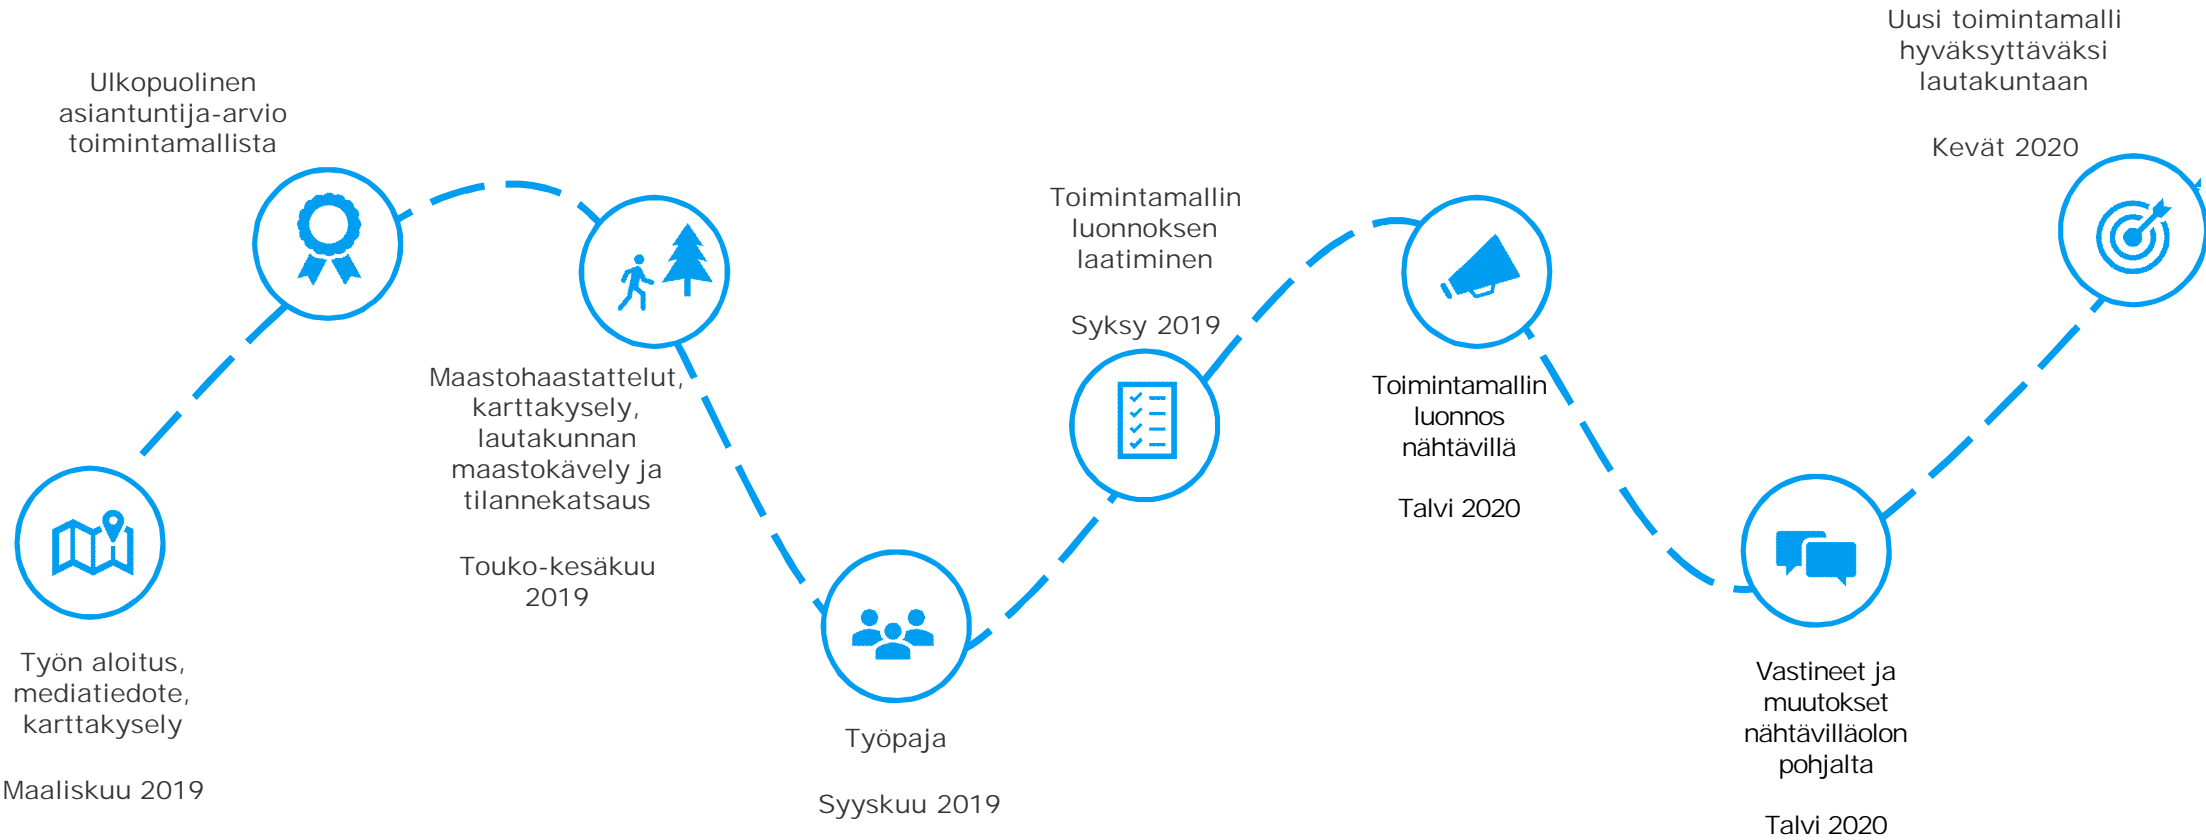 Työn aloitus,
mediatiedote,
karttakysely
Maaliskuu 2019
Ulkopuolinen
asiantuntija-arvio
toimintamallista
Maastohaastattelut,
karttakysely,
lautakunnan
maastokävely ja
tilannekatsaus
Touko-kesäkuu
2019
Työpaja
Syyskuu 2019
Toimintamallin
luonnoksen
laatiminen
Syksy 2019
Toimintamallin
luonnos
nähtävillä
Talvi 2020
Vastineet ja
muutokset
nähtävilläolon
pohjalta
Talvi 2020
Uusi toimintamalli
hyväksyttäväksi
lautakuntaan
Kevät 2020